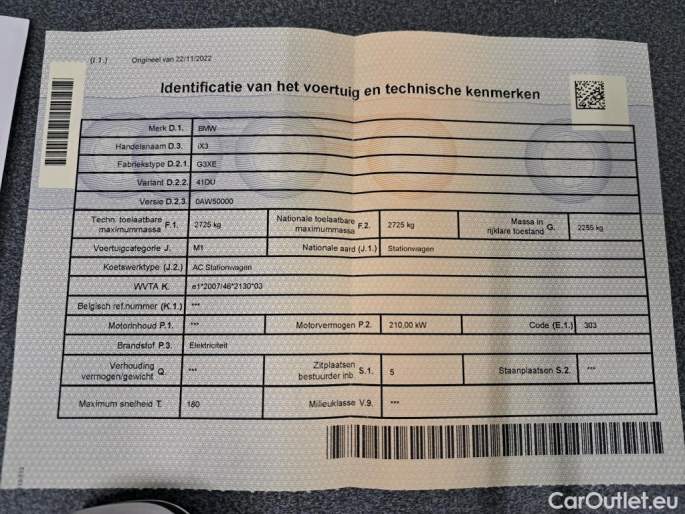 (I.1.) Origineel van 22/11/2022
Identificatie van het voertuig en technische kenmerken
Merk D.1. BMW
Handelsnaam D.3. iX3
Fabriekstype D.2.1. G3XE
Variant D.2.2. 41DU
Versie D.2.3. 0AW50000
Techn. toelaatbare maximummassa F.1. 2725 kg Nationale toelaatbare maximummassa F.2. 2725 kg Massa in rijklare toestand G. 2255 kg
Voertuigcategorie J. M1 Nationale aard (J.1.) Stationwagen
Koetswerktype (J.2.) AC Stationwagen
WVTA K. e1*2007/46*2130*03
Belgisch ref.nummer (K.1.) ***
Motorinhoud P.1. *** Motorvermogen P.2. 210,00 kW Code (E.1.) 303
Brandstof P.3. Elektriciteit
Verhouding vermogen/gewicht Q. *** Zitplaatsen bestuurder inb. S.1. 5 Staanplaatsen S.2. ***
Maximum snelheid T. 180 Milieuklasse V.9. ***
CarOutlet.eu